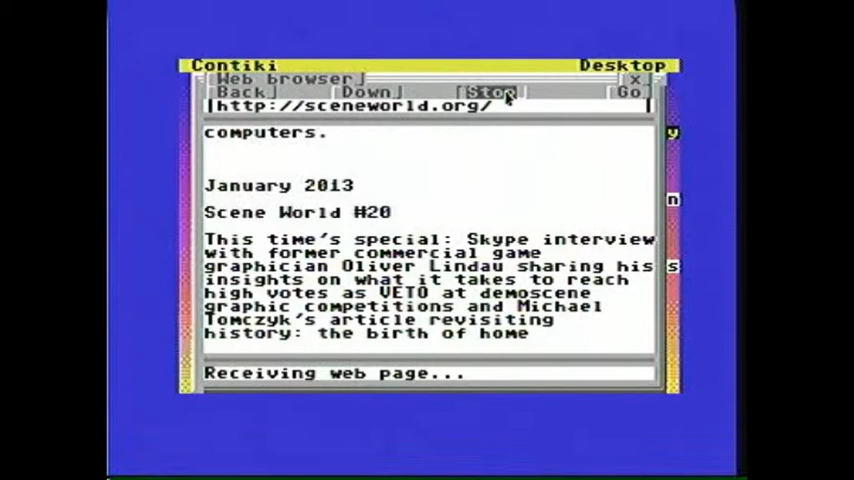 Contiki Desktop
Web browser x
Back Down Stop Go
http://sceneworld.org/
computers.
y
January 2013
n
Scene World #20
This time's special: Skype interview
with former commercial game
graphician Oliver Lindau sharing his
s
insights on what it takes to reach
high votes as VETO at demoscene
graphic competitions and Michael
Tomczyk's article revisiting
history: the birth of home
Receiving web page...